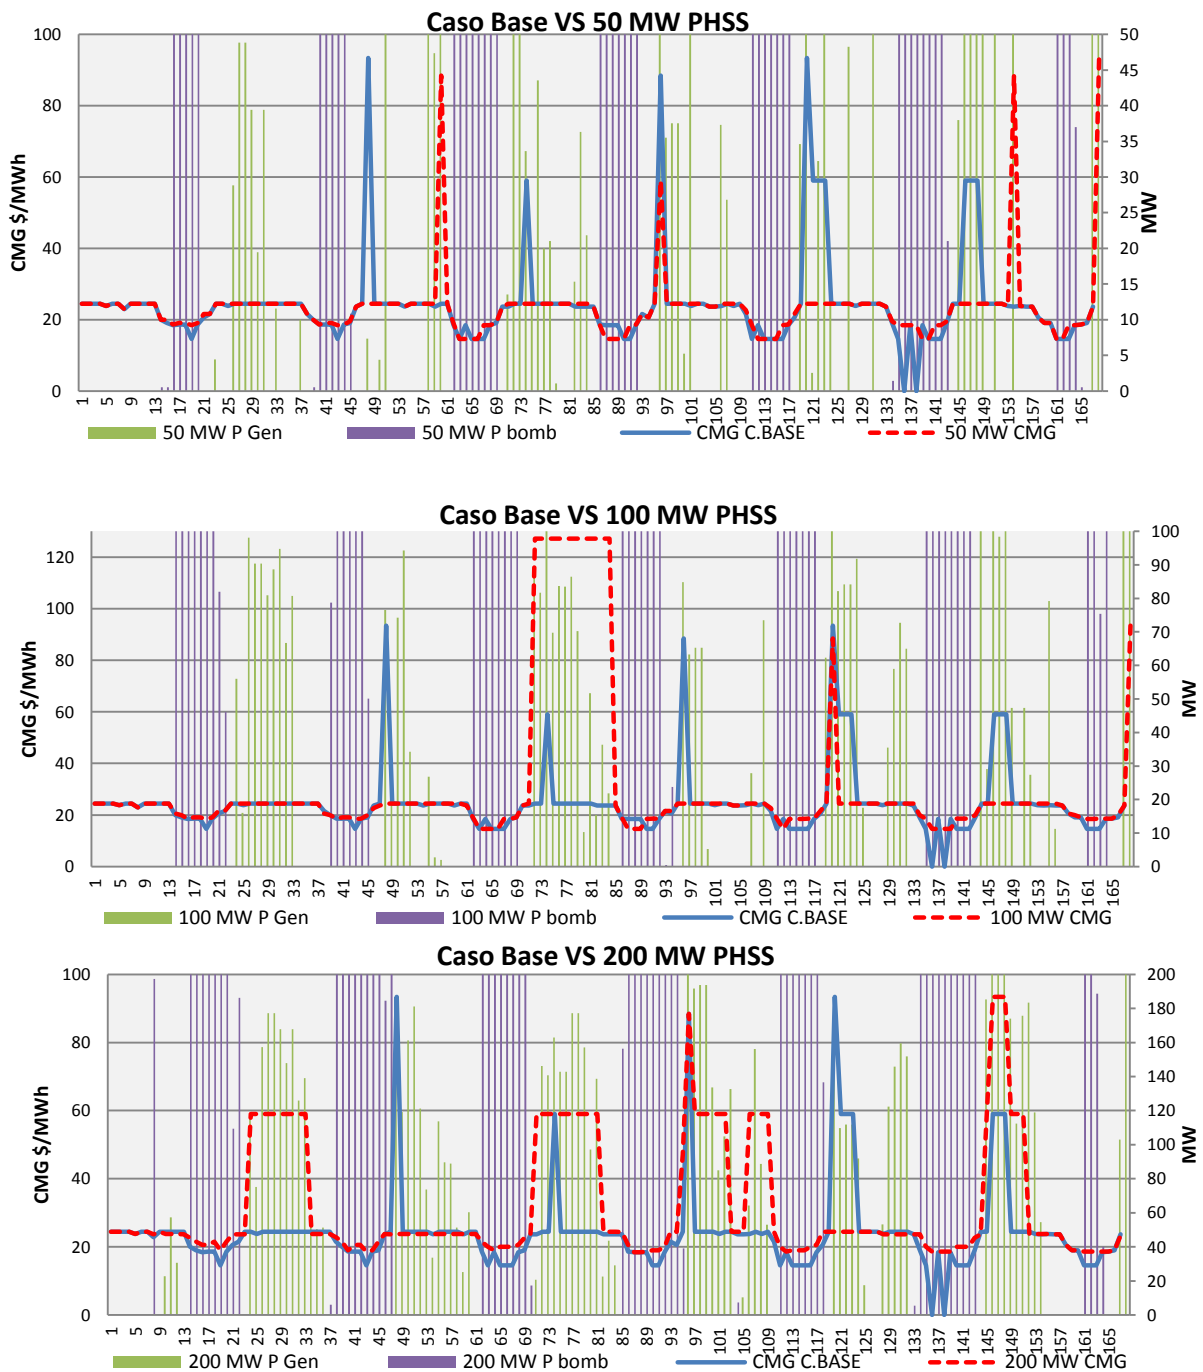 Caso Base VS 50 MW PHSS
100 80 60 40 20 0
CMG $/MWh
50 45 40 35 30 25 20 15 10 5 0
MW
1 5 9 13 17 21 25 29 33 37 41 45 49 53 57 61 65 69 73 77 81 85 89 93 97 101 105 109 113 117 121 125 129 133 137 141 145 149 153 157 161 165
50 MW P Gen 50 MW P bomb CMG C.BASE 50 MW CMG
Caso Base VS 100 MW PHSS
120 100 80 60 40 20 0
CMG $/MWh
100 90 80 70 60 50 40 30 20 10 0
MW
1 5 9 13 17 21 25 29 33 37 41 45 49 53 57 61 65 69 73 77 81 85 89 93 97 101 105 109 113 117 121 125 129 133 137 141 145 149 153 157 161 165
100 MW P Gen 100 MW P bomb CMG C.BASE 100 MW CMG
Caso Base VS 200 MW PHSS
100 80 60 40 20 0
CMG $/MWh
200 180 160 140 120 100 80 60 40 20 0
MW
1 5 9 13 17 21 25 29 33 37 41 45 49 53 57 61 65 69 73 77 81 85 89 93 97 101 105 109 113 117 121 125 129 133 137 141 145 149 153 157 161 165
200 MW P Gen 200 MW P bomb CMG C.BASE 200 MW CMG